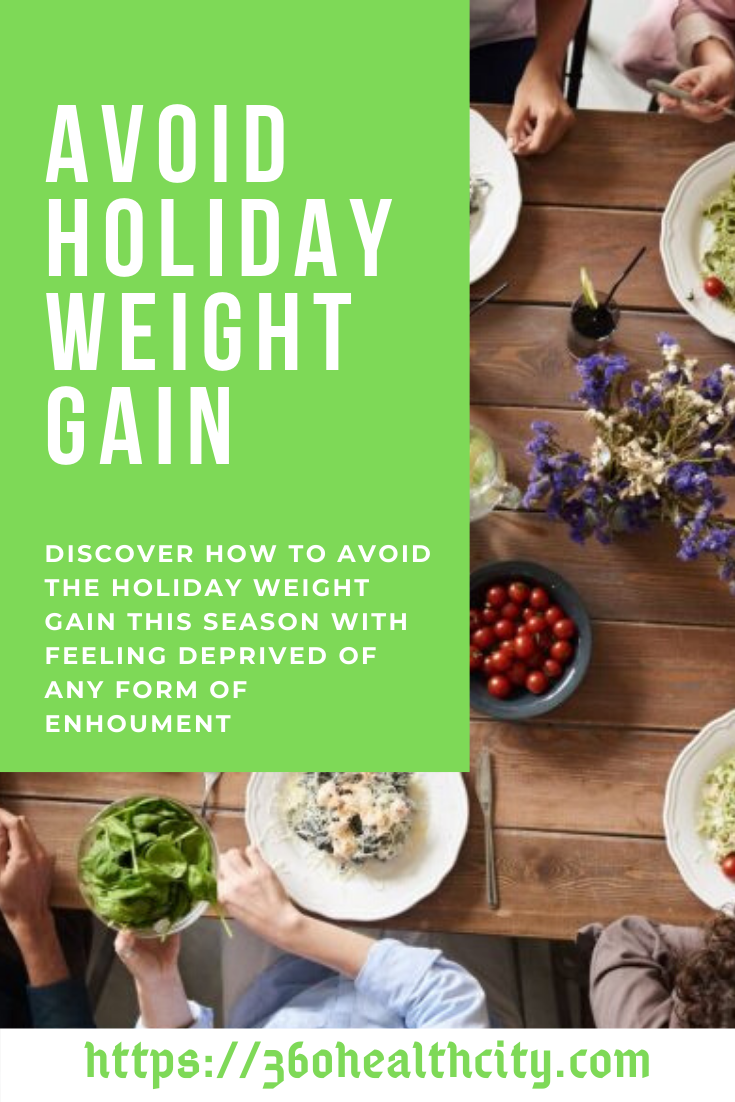 AVOID
HOLIDAY
WEIGHT
GAIN
DISCOVER HOW TO AVOID
THE HOLIDAY WEIGHT
GAIN THIS SEASON WITH
FEELING DEPRIVED OF
ANY FORM OF
ENHOUMENT
https://360healthcity.com